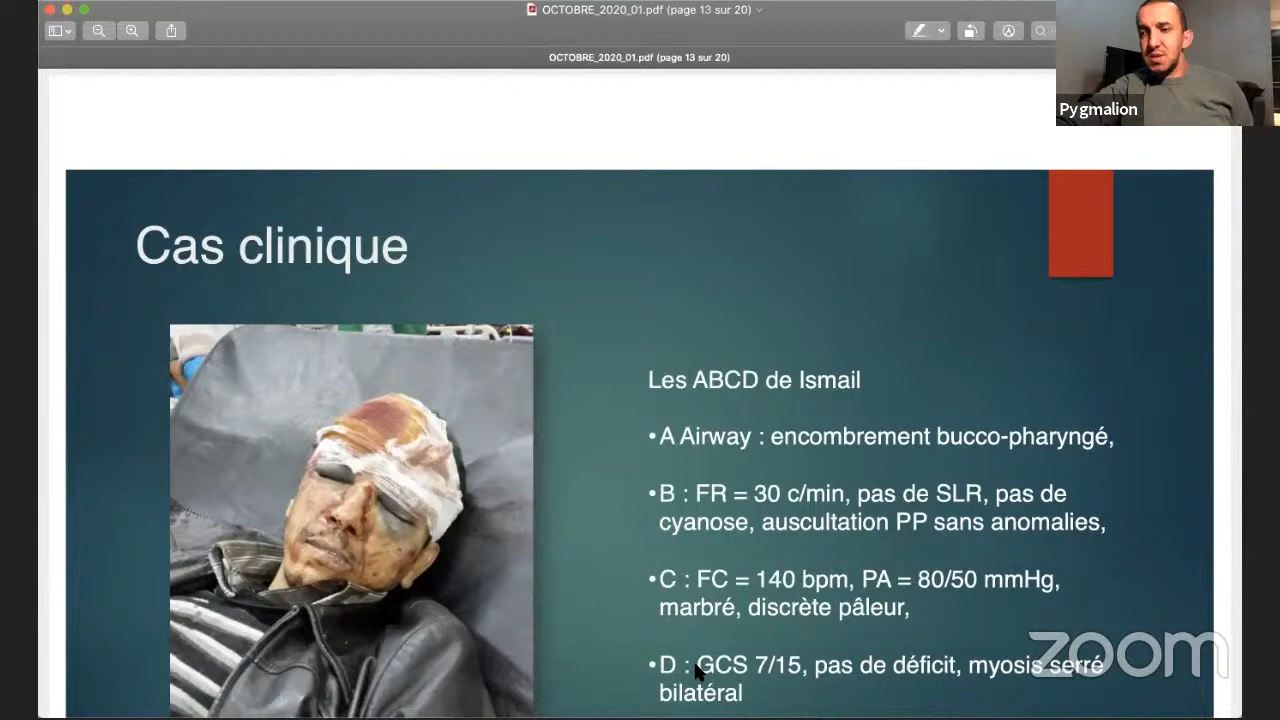 OCTOBRE_2020_01.pdf (page 13 sur 20)
OCTOBRE_2020_01.pdf (page 13 sur 20)
Pygmalion
Cas clinique
Les ABCD de Ismail
•A Airway : encombrement bucco-pharyngé,
•B : FR = 30 c/min, pas de SLR, pas de
cyanose, auscultation PP sans anomalies,
•C : FC = 140 bpm, PA = 80/50 mmHg,
marbré, discrète pâleur,
•D : GCS 7/15, pas de déficit, myosis serré
bilatéral
zoom